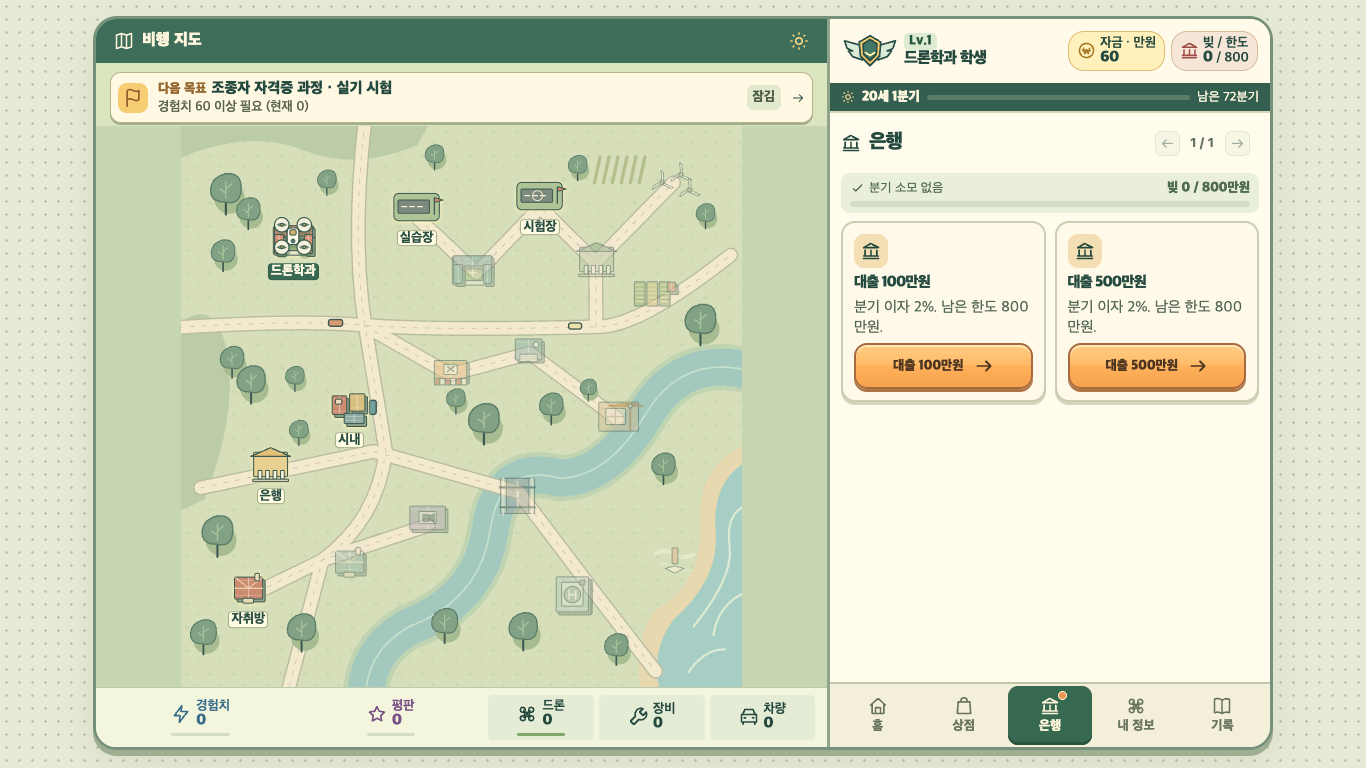 비행 지도
다음 목표 조종자 자격증 과정 · 실기 시험
경험치 60 이상 필요 (현재 0)
잠김
실습장
시험장
드론학과
시내
은행
자취방
경험치
0
평판
0
드론
0
장비
0
차량
0
Lv.1
드론학과 학생
자금 · 만원
60
빚 / 한도
0 / 800
20세 1분기
남은 72분기
은행
1 / 1
분기 소모 없음
빚 0 / 800만원
대출 100만원
분기 이자 2%. 남은 한도 800
만원.
대출 100만원
대출 500만원
분기 이자 2%. 남은 한도 800
만원.
대출 500만원
홈
상점
은행
내 정보
기록